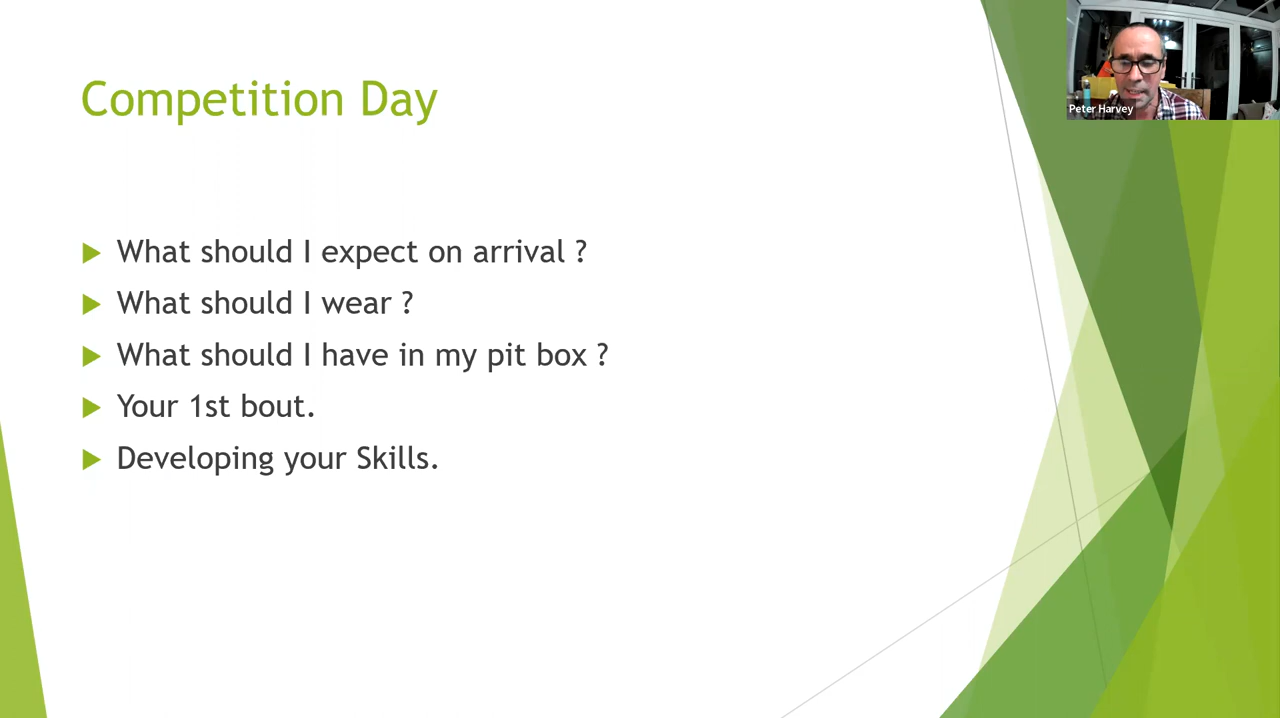 Competition Day
What should I expect on arrival ?
What should I wear ?
What should I have in my pit box ?
Your 1st bout.
Developing your Skills.
Peter Harvey